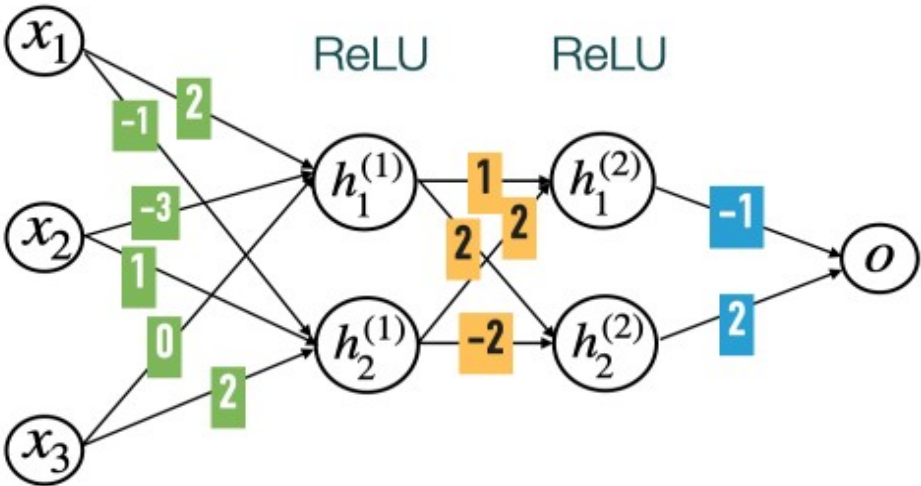 x₁
ReLU ReLU
2
-1
h₁⁽¹⁾ 1 h₁⁽²⁾
-3
x₂
2 2
-1
1
o
h₂⁽¹⁾ -2 h₂⁽²⁾
0
2
2
x₃